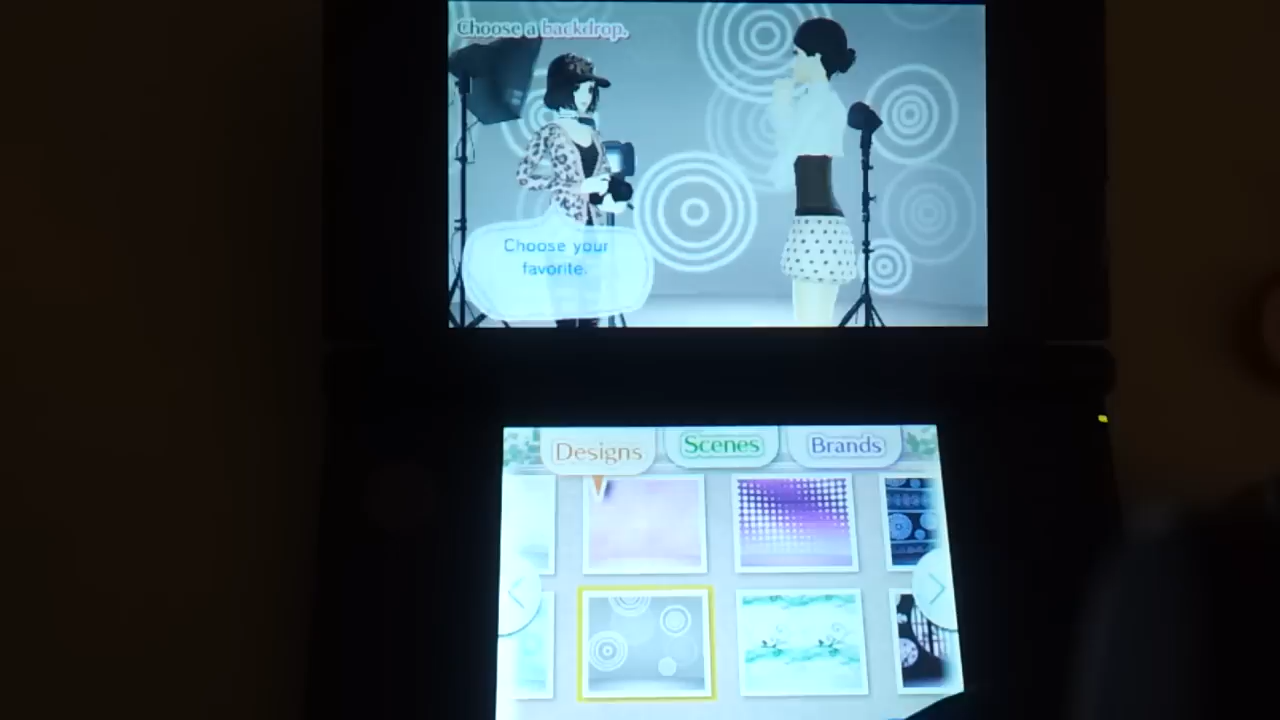 Choose a backdrop.
Choose your
favorite.
Designs
Scenes
Brands